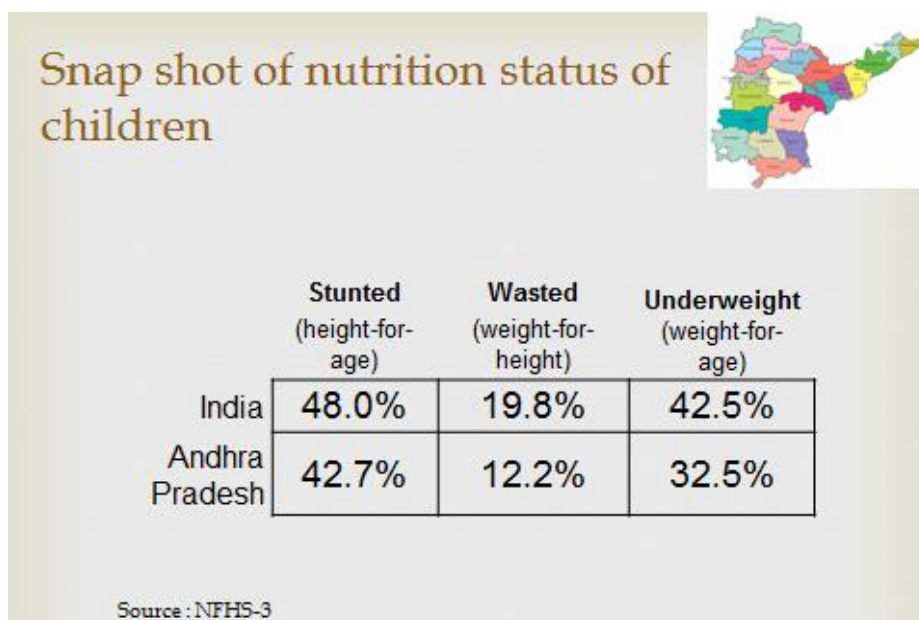 Snap shot of nutrition status of
children
Stunted Wasted Underweight
(height-for- (weight-for- (weight-for-
age) height) age)
India 48.0% 19.8% 42.5%
Andhra
Pradesh 42.7% 12.2% 32.5%
Source : NFHS-3